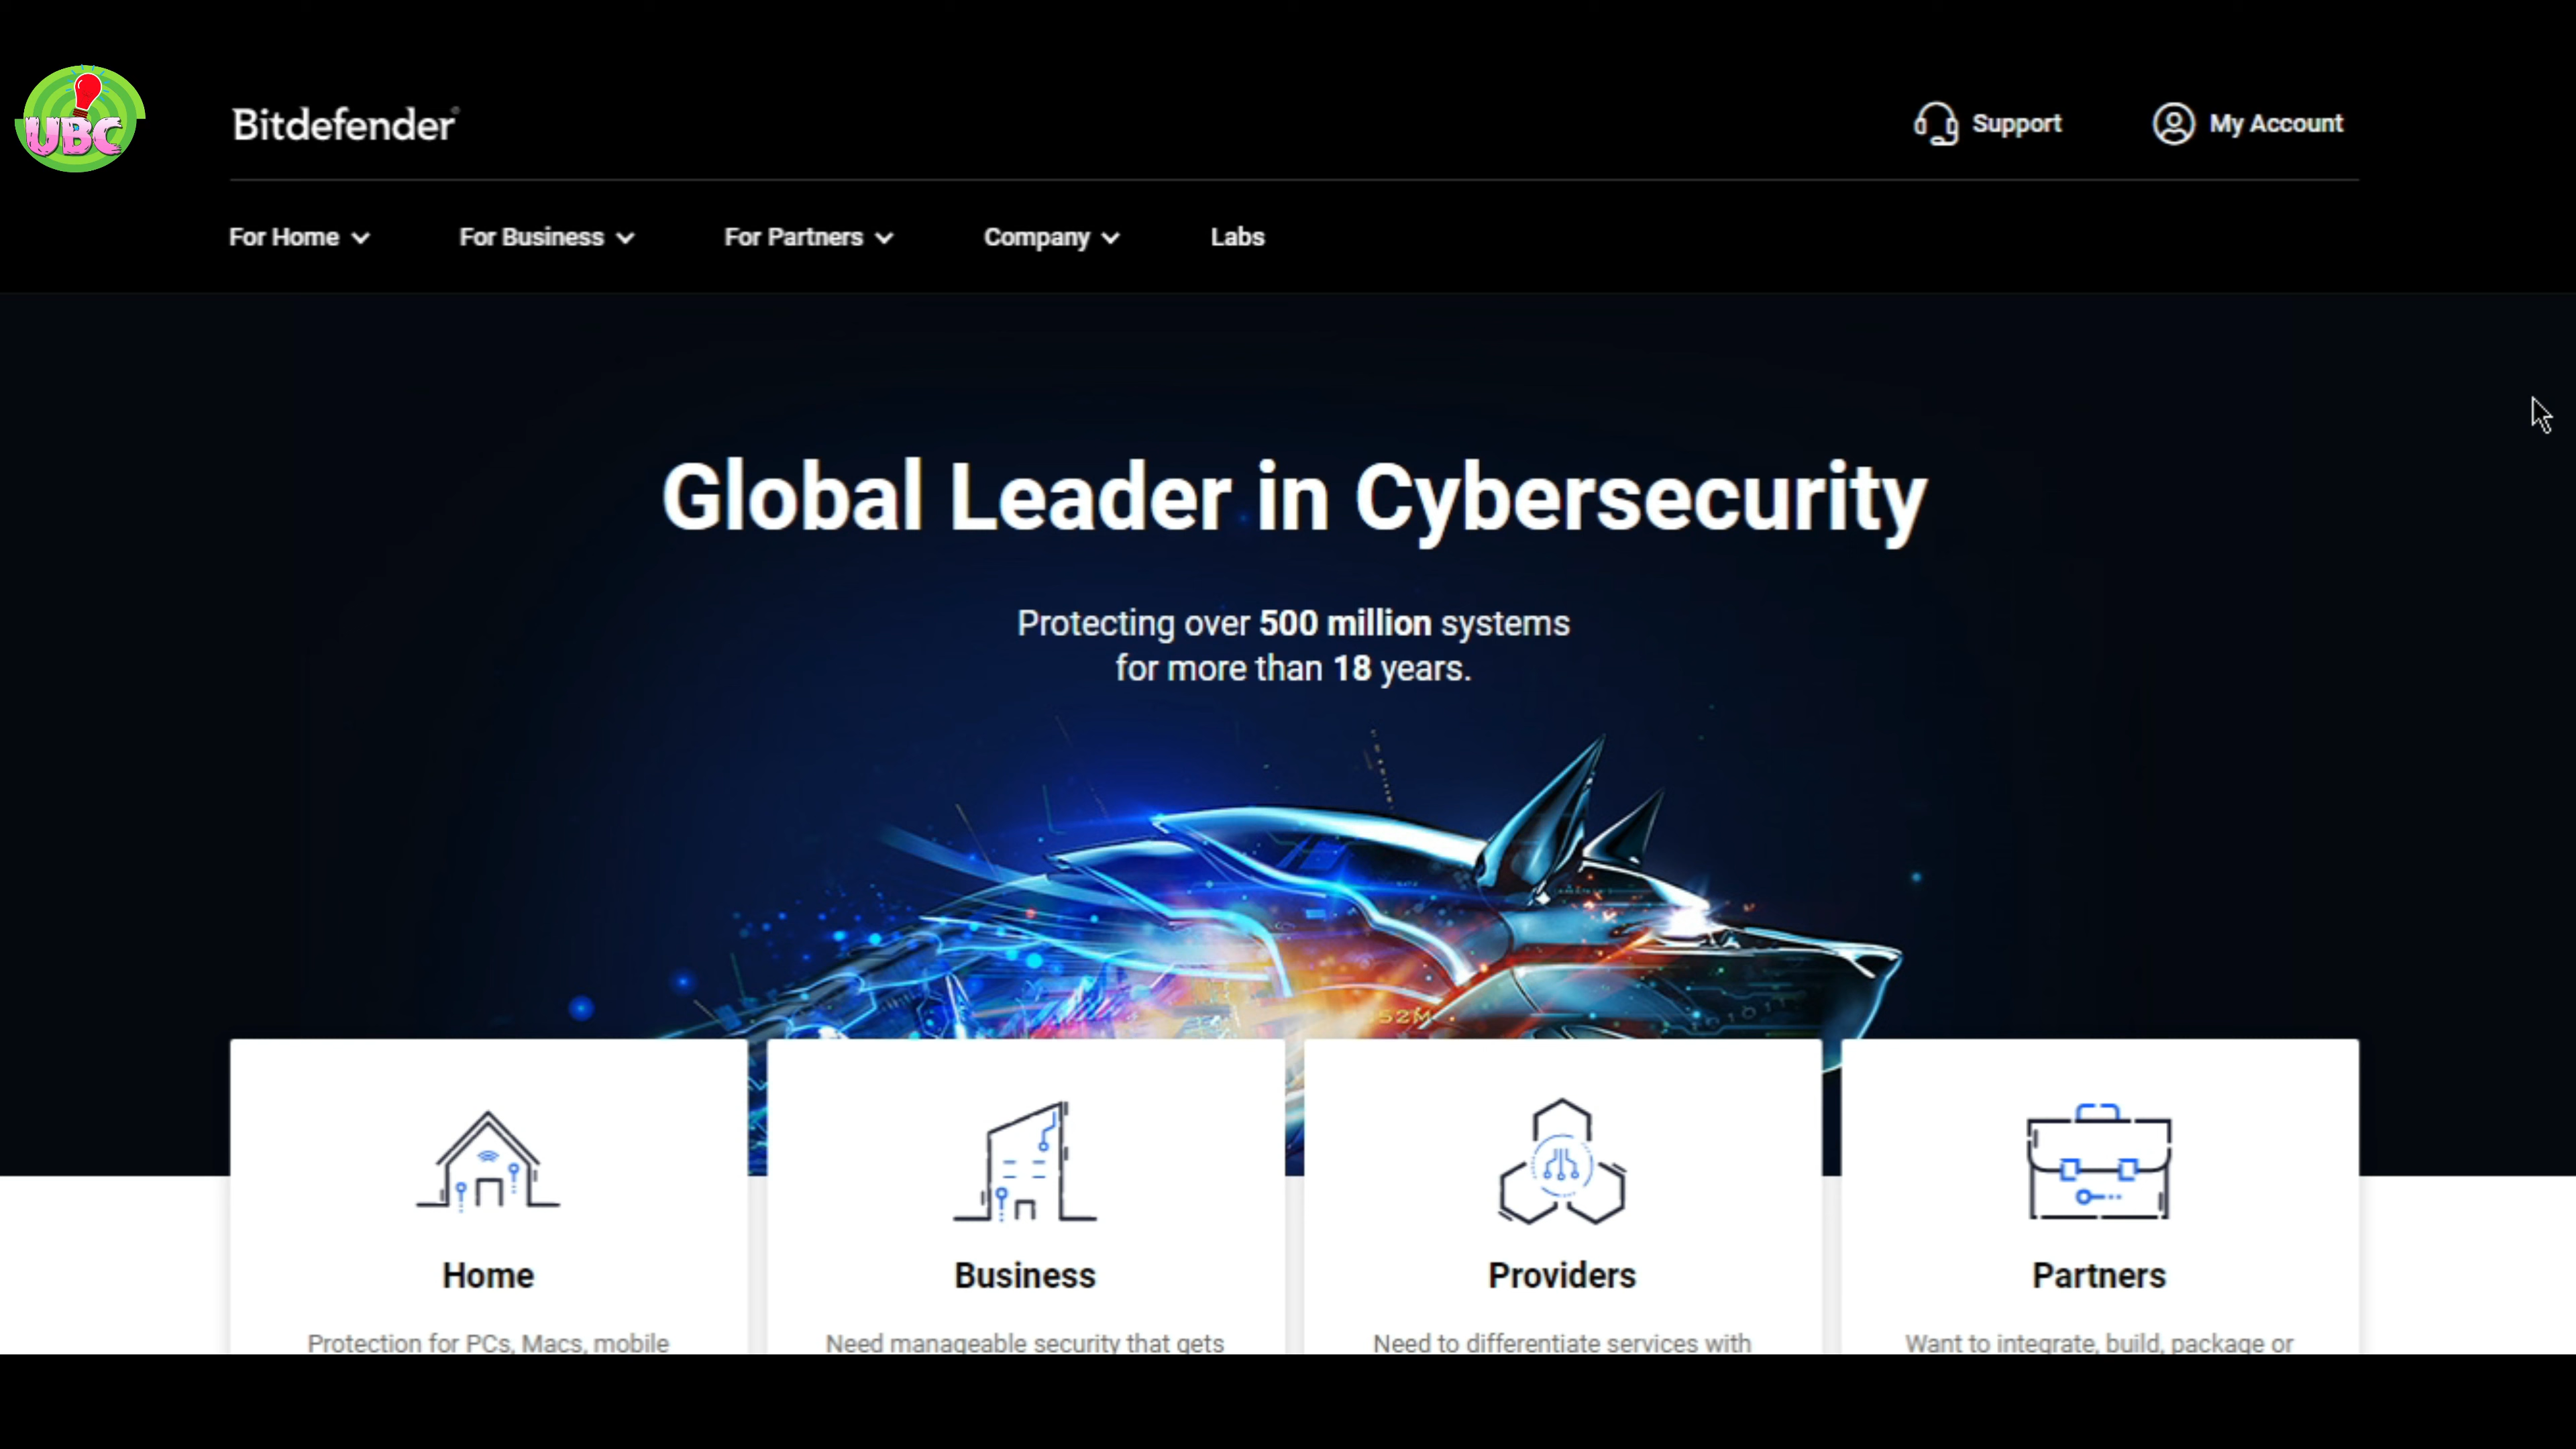 UBC
Bitdefender®
Support
My Account
For Home
For Business
For Partners
Company
Labs
Global Leader in Cybersecurity
Protecting over 500 million systems
for more than 18 years.
52M
Home
Business
Providers
Partners
Protection for PCs, Macs, mobile
Need manageable security that gets
Need to differentiate services with
Want to integrate, build, package or